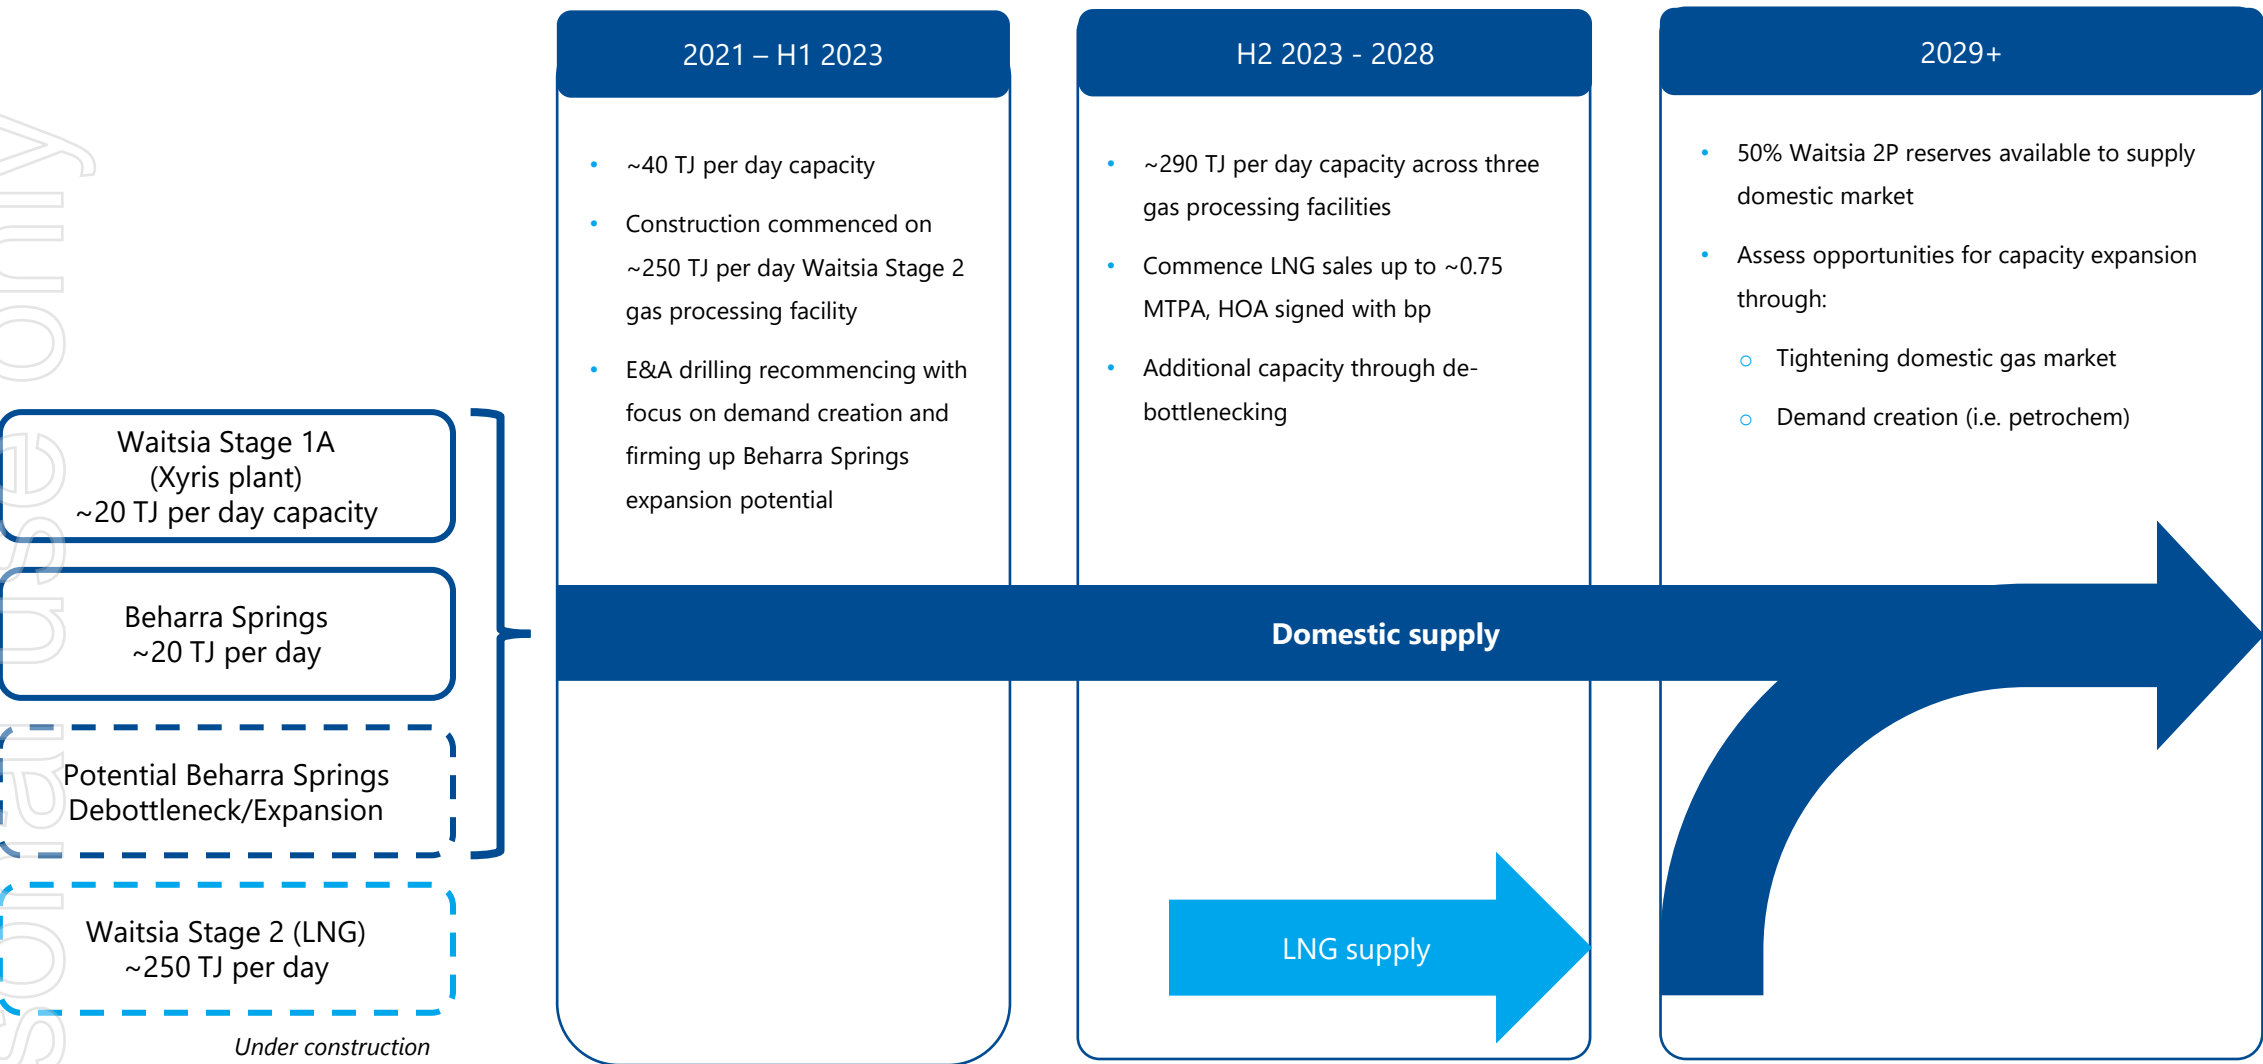 2021 – H1 2023
• ~40 TJ per day capacity
• Construction commenced on
~250 TJ per day Waitsia Stage 2
gas processing facility
• E&A drilling recommencing with
focus on demand creation and
firming up Beharra Springs
expansion potential
H2 2023 - 2028
• ~290 TJ per day capacity across three
gas processing facilities
• Commence LNG sales up to ~0.75
MTPA, HOA signed with bp
• Additional capacity through de-
bottlenecking
2029+
• 50% Waitsia 2P reserves available to supply
domestic market
• Assess opportunities for capacity expansion
through:
o Tightening domestic gas market
o Demand creation (i.e. petrochem)
Waitsia Stage 1A
(Xyris plant)
~20 TJ per day capacity
Beharra Springs
~20 TJ per day
Potential Beharra Springs
Debottleneck/Expansion
Waitsia Stage 2 (LNG)
~250 TJ per day
Under construction
Domestic supply
LNG supply
sonal use only